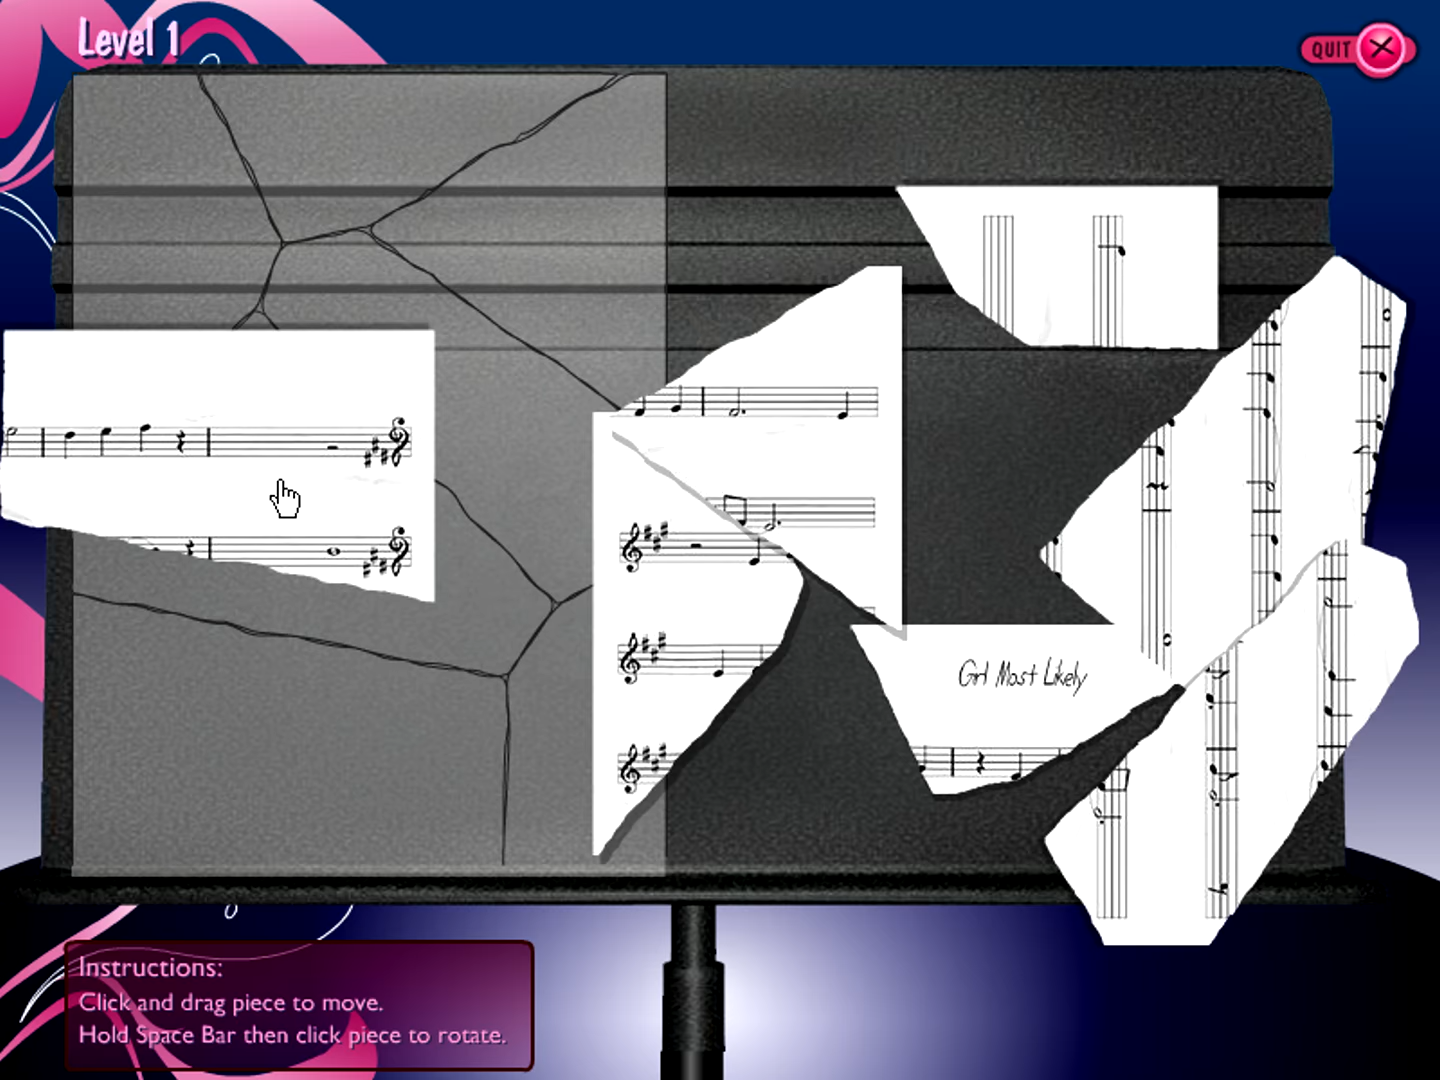 Level 1
QUIT
Girl Most Likely
Instructions:
Click and drag piece to move.
Hold Space Bar then click piece to rotate.